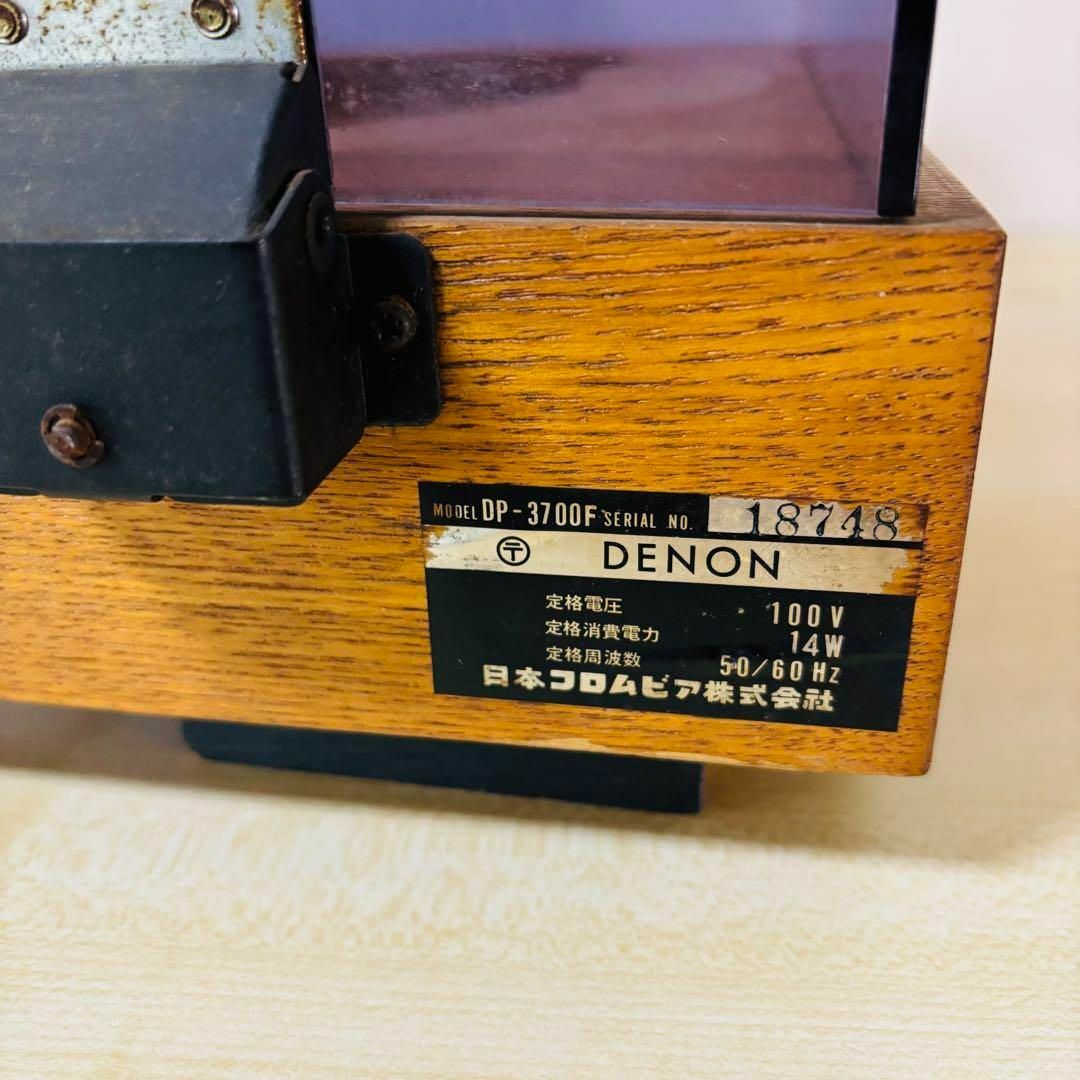 MODEL DP-3700F SERIAL NO. 18748
〶 DENON
定格電圧 100V
定格消費電力 14W
定格周波数 50/60Hz
日本コロムビア株式会社